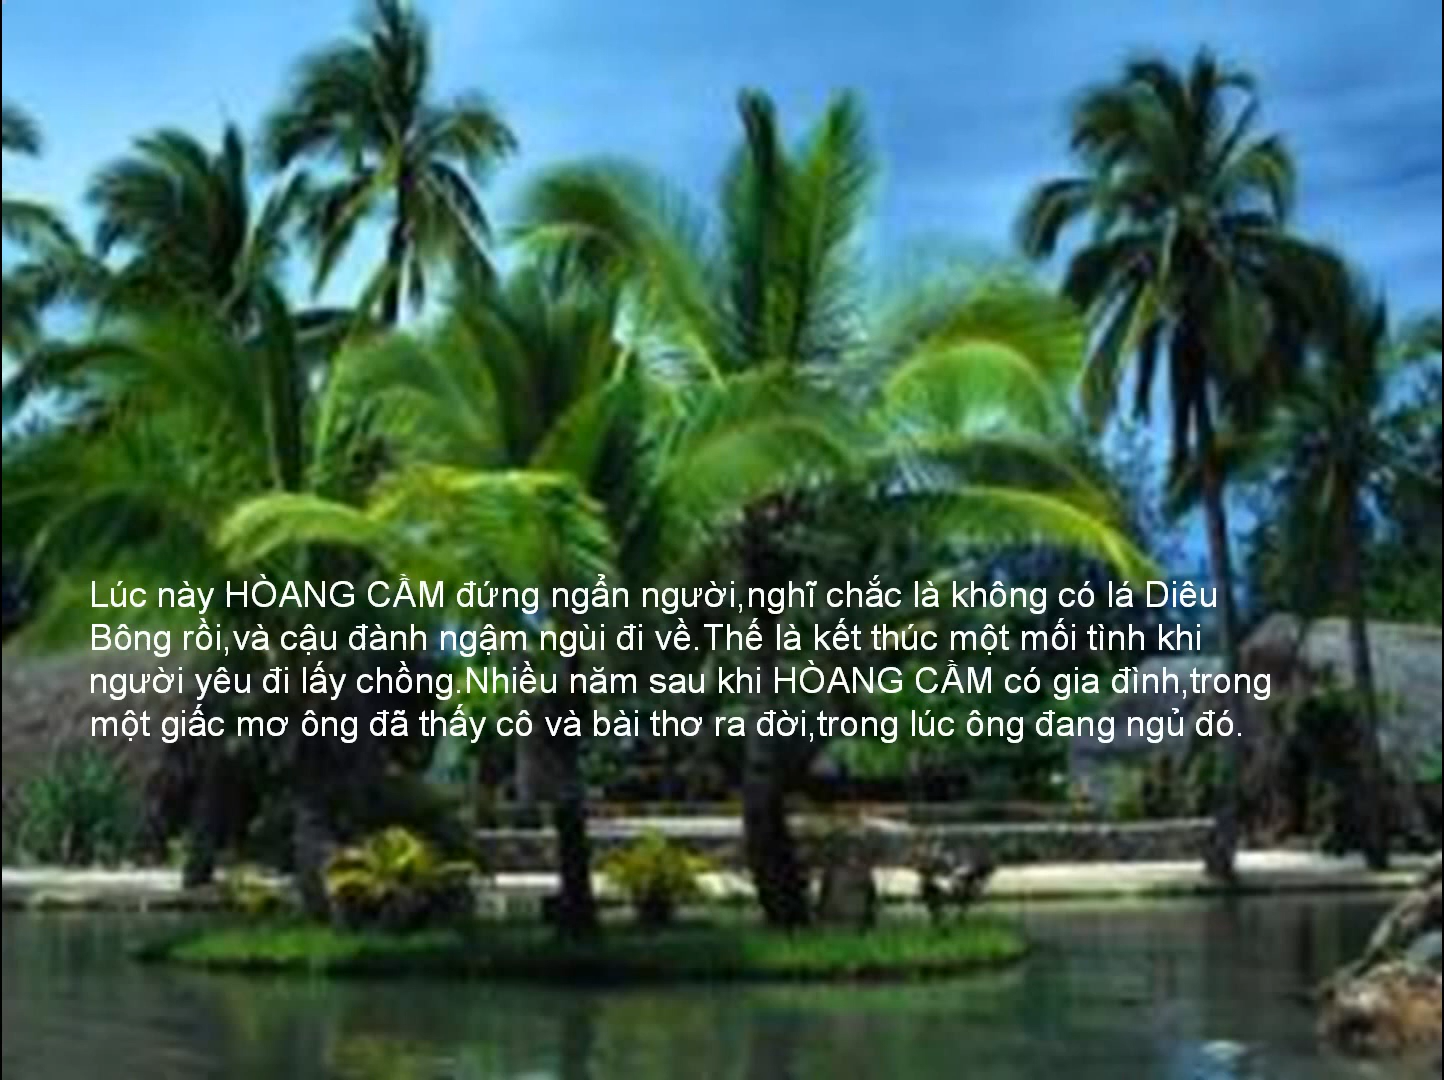 Lúc này HÒANG CẦM đứng ngẩn người,nghĩ chắc là không có lá Diêu
Bông rồi,và cậu đành ngậm ngùi đi về.Thế là kết thúc một mối tình khi
người yêu đi lấy chồng.Nhiều năm sau khi HÒANG CẦM có gia đình,trong
một giấc mơ ông đã thấy cô và bài thơ ra đời,trong lúc ông đang ngủ đó.